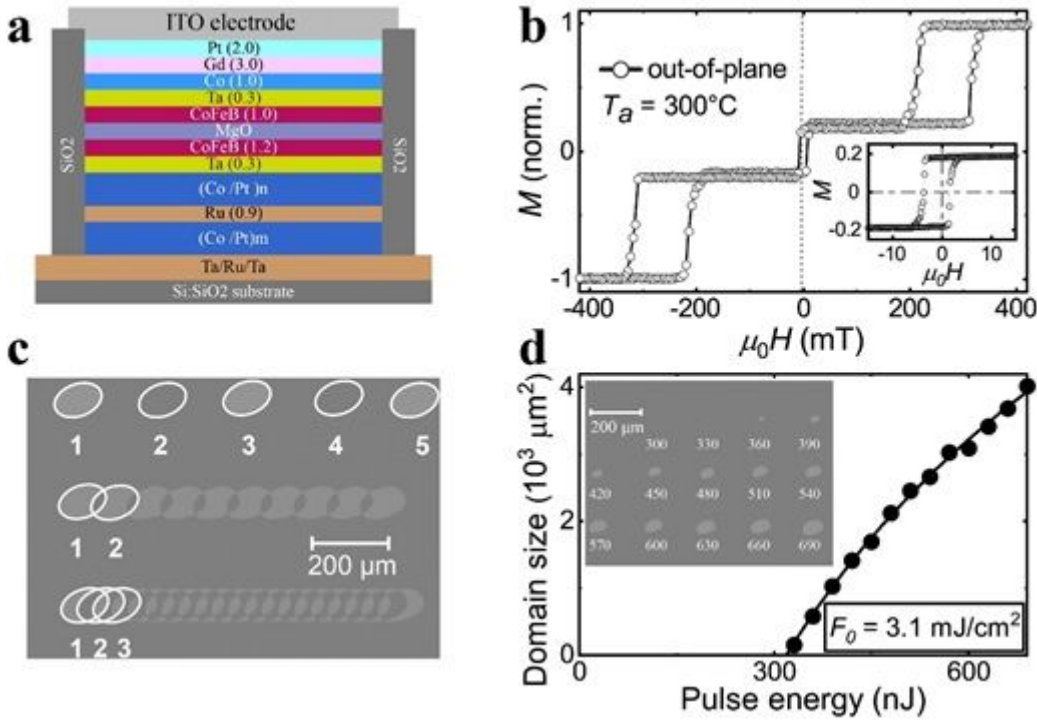 a
ITO electrode
Pt (2.0)
Gd (3.0)
Co (1.0)
Ta (0.3)
CoFeB (1.0)
MgO
CoFeB (1.2)
Ta (0.3)
(Co /Pt )n
Ru (0.9)
(Co /Pt)m
Ta/Ru/Ta
Si:SiO2 substrate
SiO2
SiO2
b
M (norm.)
1
0
-1
out-of-plane
Tₐ = 300°C
M
0.2
0
-0.2
-10 0 10
μ₀H
-400 -200 0 200 400
μ₀H (mT)
c
1 2 3 4 5
1 2
200 μm
1 2 3
d
Domain size (10³ μm²)
4
2
0
200 μm
300 330 360 390
420 450 480 510 540
570 600 630 660 690
F₀ = 3.1 mJ/cm²
0 300 600
Pulse energy (nJ)